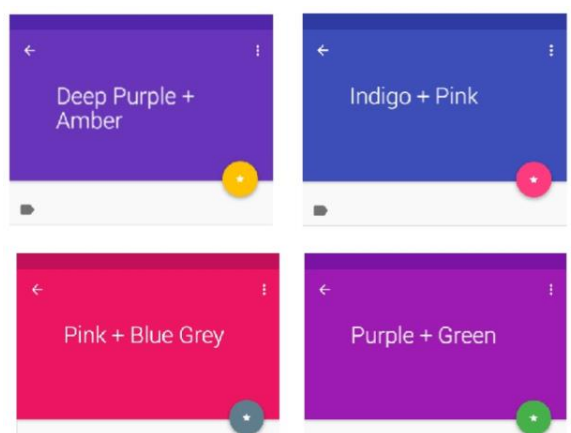 Deep Purple +
Amber
Indigo + Pink
Pink + Blue Grey
Purple + Green